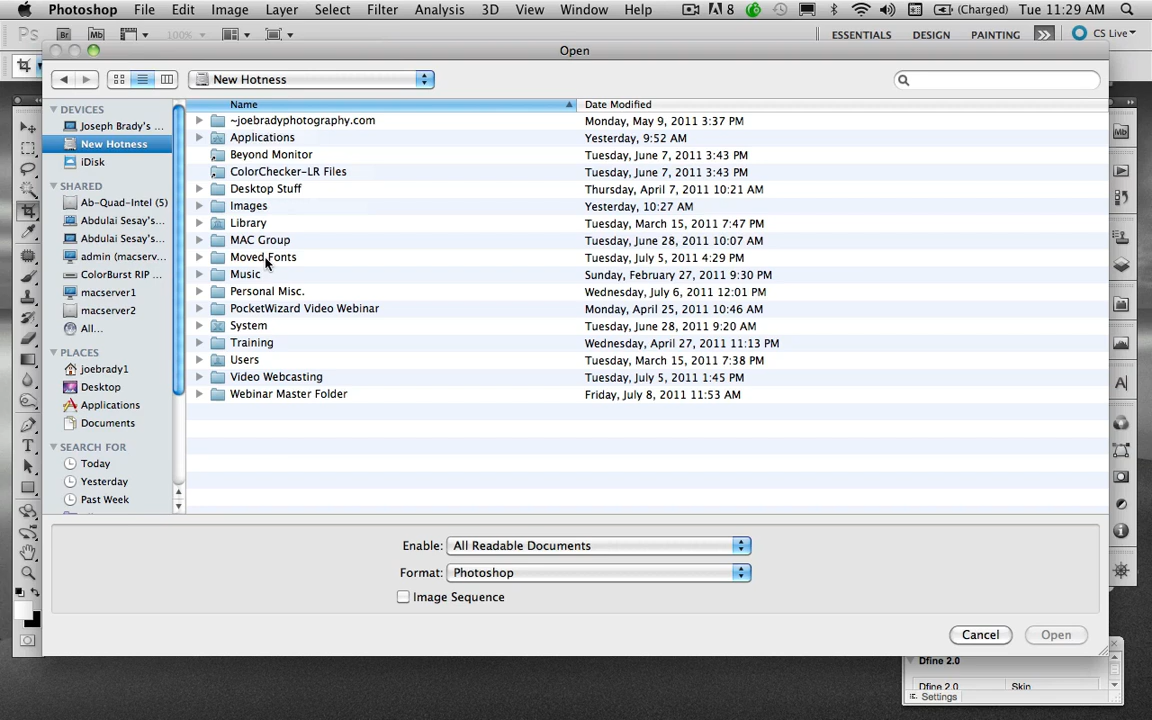 Photoshop File Edit Image Layer Select Filter Analysis 3D View Window Help 8 (Charged) Tue 11:29 AM
Ps Br Mb 100% ESSENTIALS DESIGN PAINTING CS Live
Open
New Hotness
Name Date Modified
DEVICES
Joseph Brady's ...
New Hotness
iDisk
SHARED
Ab-Quad-Intel (5)
Abdulai Sesay's...
Abdulai Sesay's...
admin (macserv...
ColorBurst RIP ...
macserver1
macserver2
All...
PLACES
joebrady1
Desktop
Applications
Documents
SEARCH FOR
Today
Yesterday
Past Week
~joebradyphotography.com Monday, May 9, 2011 3:37 PM
Applications Yesterday, 9:52 AM
Beyond Monitor Tuesday, June 7, 2011 3:43 PM
ColorChecker-LR Files Tuesday, June 7, 2011 3:43 PM
Desktop Stuff Thursday, April 7, 2011 10:21 AM
Images Yesterday, 10:27 AM
Library Tuesday, March 15, 2011 7:47 PM
MAC Group Tuesday, June 28, 2011 10:07 AM
Moved Fonts Tuesday, July 5, 2011 4:29 PM
Music Sunday, February 27, 2011 9:30 PM
Personal Misc. Wednesday, July 6, 2011 12:01 PM
PocketWizard Video Webinar Monday, April 25, 2011 10:46 AM
System Tuesday, June 28, 2011 9:20 AM
Training Wednesday, April 27, 2011 11:13 PM
Users Tuesday, March 15, 2011 7:38 PM
Video Webcasting Tuesday, July 5, 2011 1:45 PM
Webinar Master Folder Friday, July 8, 2011 11:53 AM
Enable: All Readable Documents
Format: Photoshop
Image Sequence
Cancel Open
Mb
A
T
Dfine 2.0
Dfine 2.0 Skin
Settings